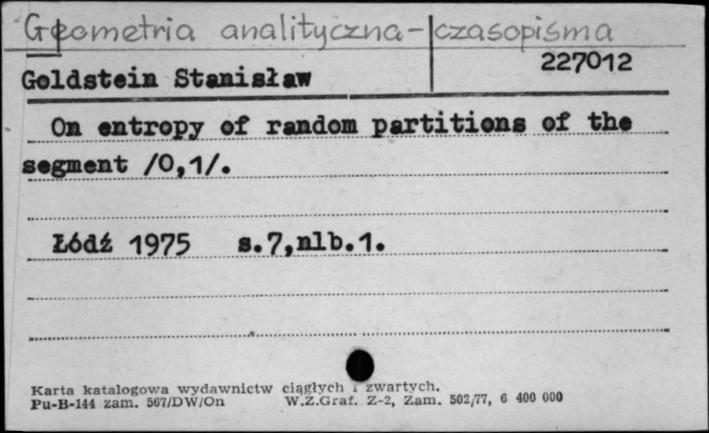 Geometria analityczna - czasopisma
227012
Goldstein Stanisław
On entropy of random partitions of the
segment /0,1/.
Łódź 1975 s.7,nlb.1.
Karta katalogowa wydawnictw ciągłych i zwartych.
Pu-B-144 zam. 567/DW/On W.Z.Graf. Z-2, Zam. 502/77, 6 400 000